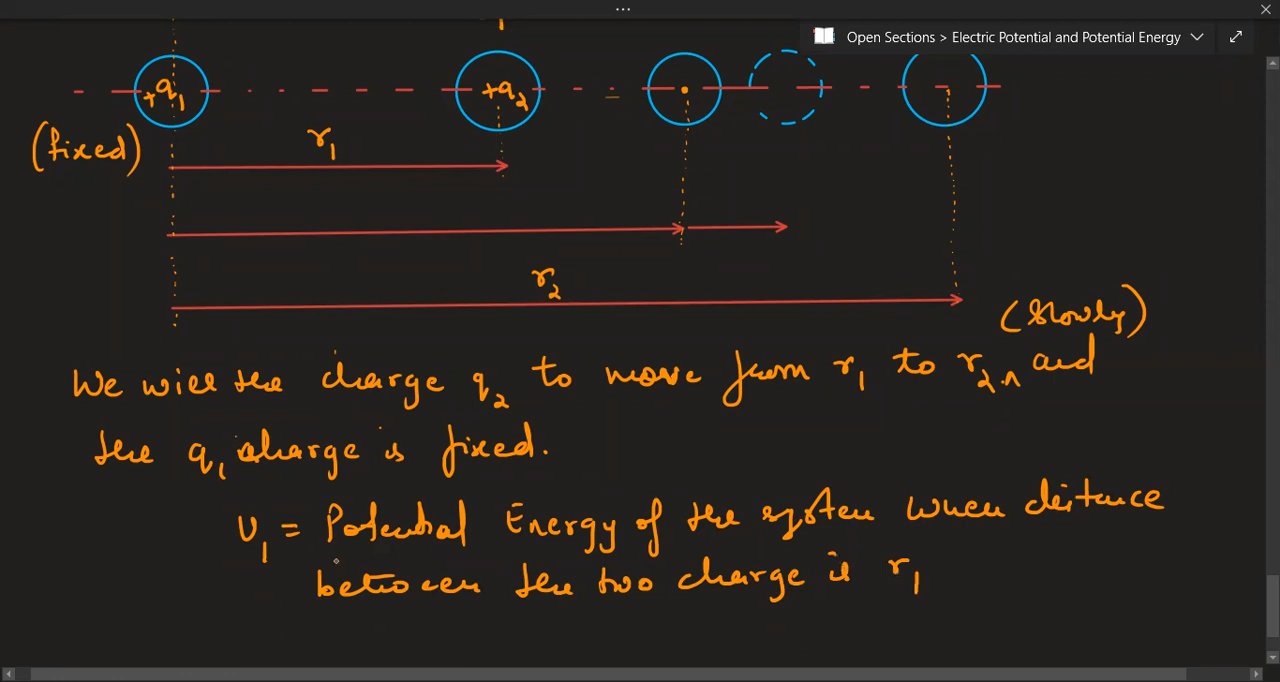 Open Sections > Electric Potential and Potential Energy
+q1 +q2
(fixed)
r1
r2
(slowly)
We will the charge q2 to move from r1 to r2 ∧ and
the q1 charge is fixed.
U1 = Potential Energy of the system when distance
between the two charge is r1